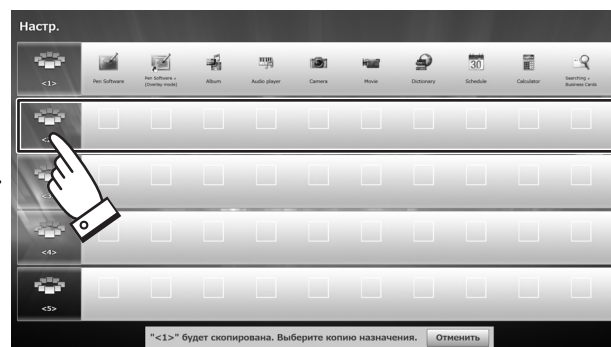 Настр.
<1>
Pen Software
Pen Software
(Overlay mode)
Album
Audio player
Camera
Movie
Dictionary
30
Schedule
Calculator
Searching
Business Cards
<4>
<5>
"<1>" будет скопирована. Выберите копию назначения.
Отменить